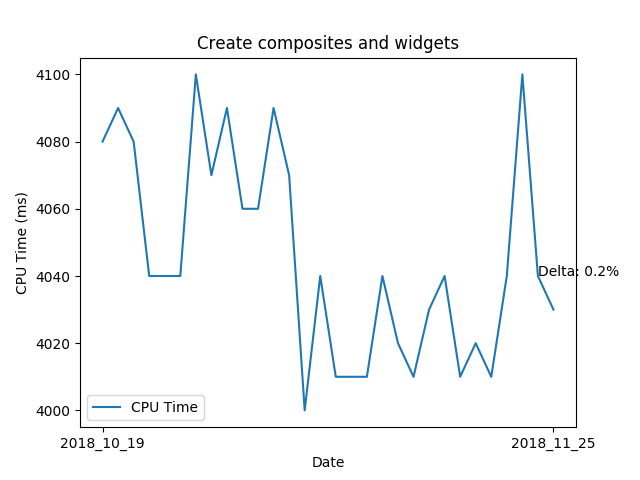 Create composites and widgets
4100
4080
4060
4040
4020
4000
CPU Time (ms)
Delta: 0.2%
CPU Time
2018_10_19
2018_11_25
Date